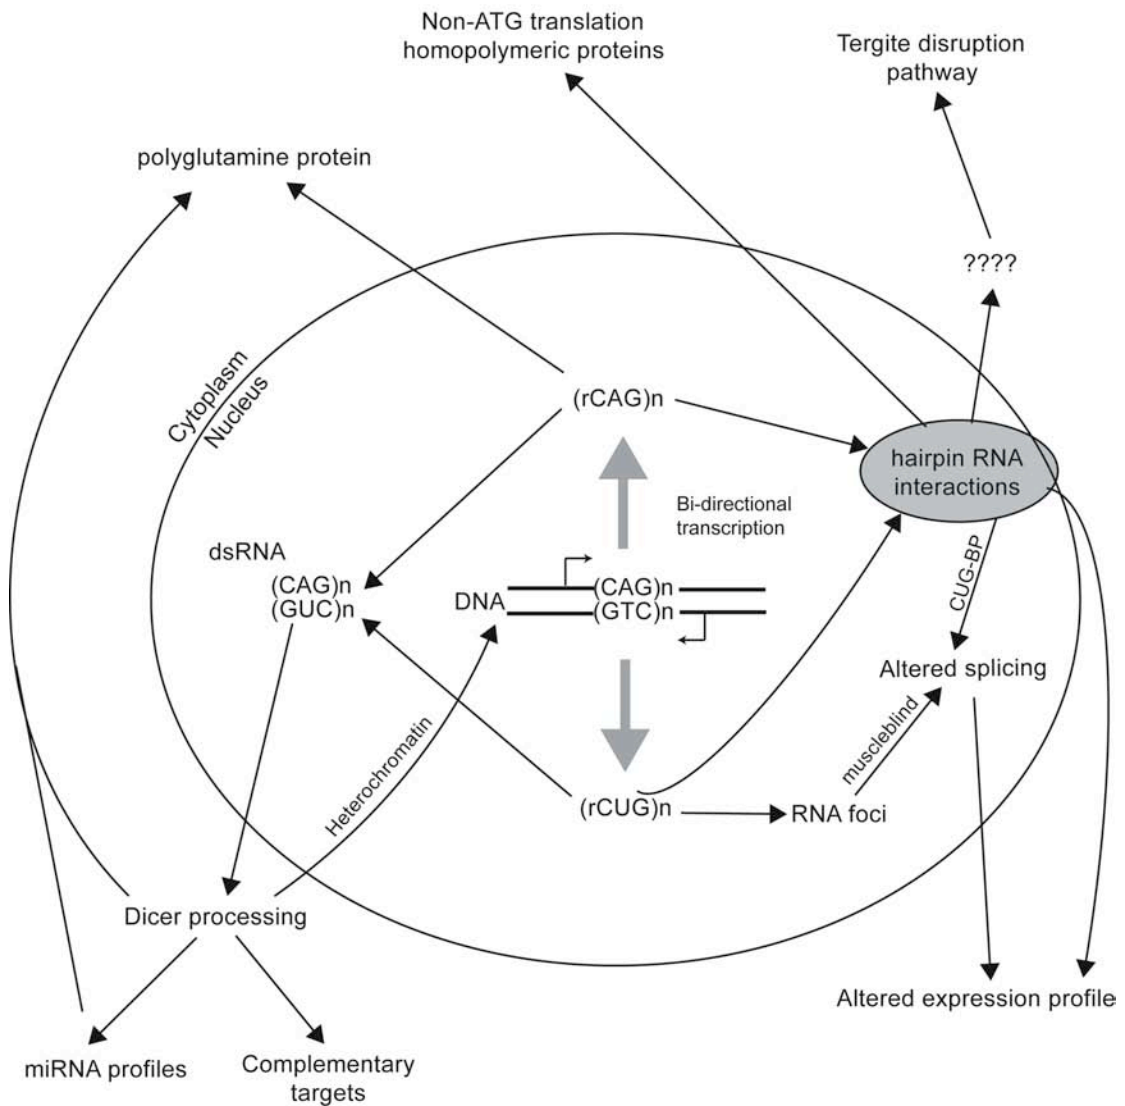 Non-ATG translation
homopolymeric proteins
Tergite disruption
pathway
polyglutamine protein
????
Cytoplasm
Nucleus
(rCAG)n
hairpin RNA
interactions
Bi-directional
transcription
dsRNA
(CAG)n
(GUC)n
DNA
(CAG)n
(GTC)n
CUG-BP
Altered splicing
muscleblind
Heterochromatin
(rCUG)n
RNA foci
Dicer processing
Altered expression profile
miRNA profiles
Complementary
targets